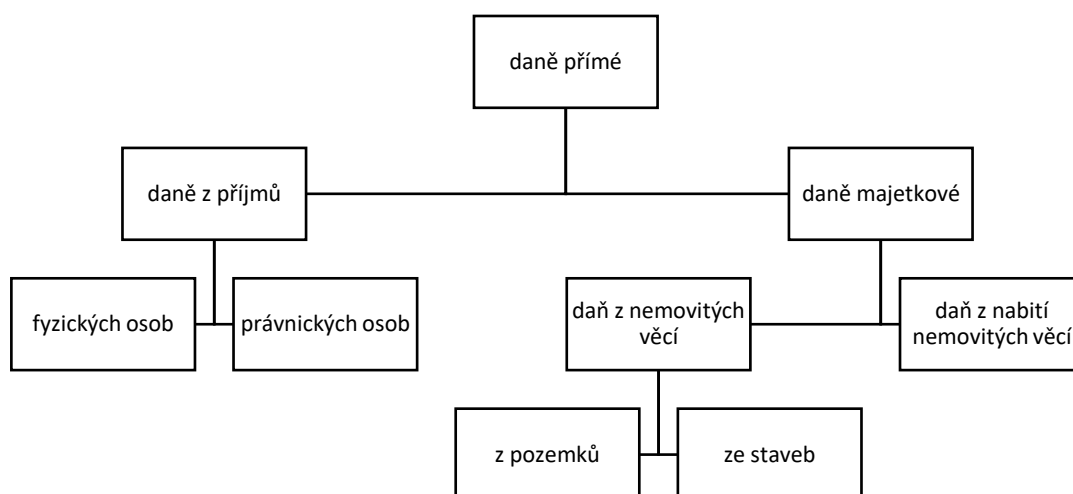 daně přímé
daně z příjmů
daně majetkové
fyzických osob
právnických osob
daň z nemovitých
věcí
daň z nabití
nemovitých věcí
z pozemků
ze staveb